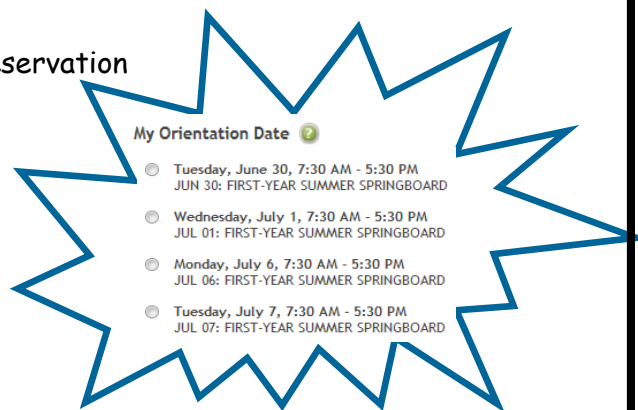 servation
My Orientation Date ?
Tuesday, June 30, 7:30 AM - 5:30 PM
JUN 30: FIRST-YEAR SUMMER SPRINGBOARD
Wednesday, July 1, 7:30 AM - 5:30 PM
JUL 01: FIRST-YEAR SUMMER SPRINGBOARD
Monday, July 6, 7:30 AM - 5:30 PM
JUL 06: FIRST-YEAR SUMMER SPRINGBOARD
Tuesday, July 7, 7:30 AM - 5:30 PM
JUL 07: FIRST-YEAR SUMMER SPRINGBOARD